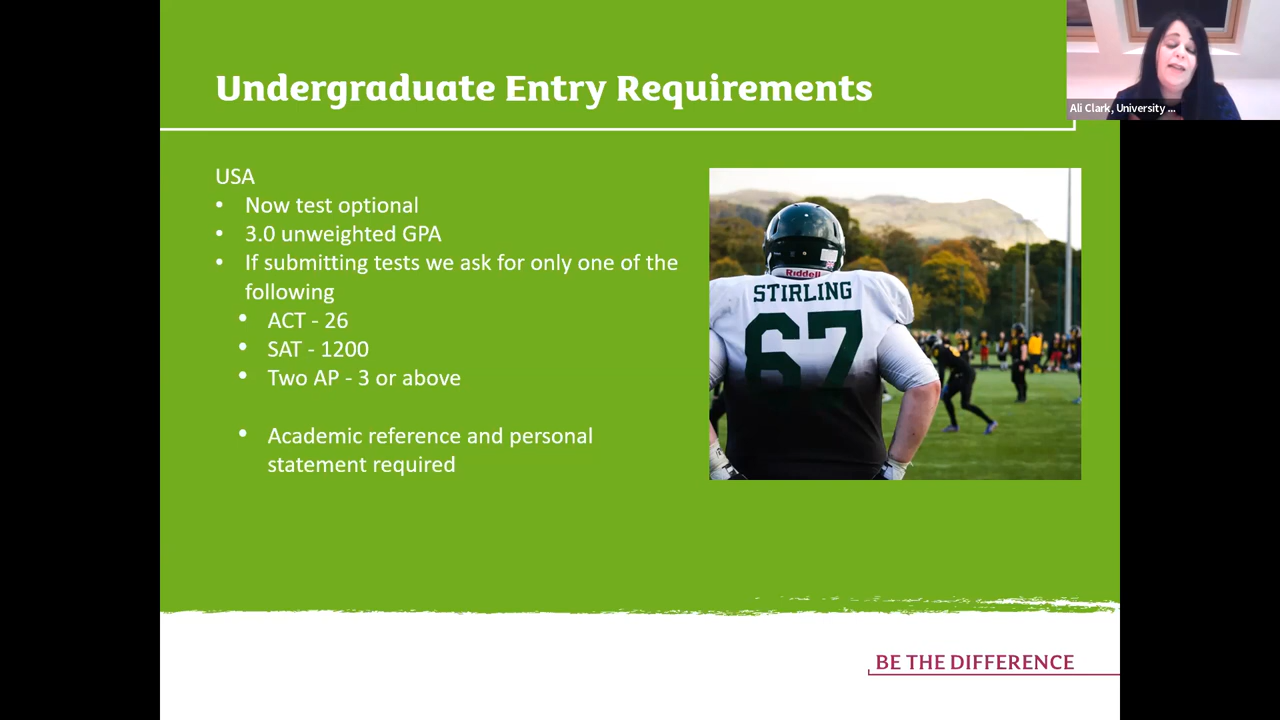 Undergraduate Entry Requirements
Ali Clark, University ...
USA
• Now test optional
• 3.0 unweighted GPA
• If submitting tests we ask for only one of the
following
• ACT - 26
• SAT - 1200
• Two AP - 3 or above
• Academic reference and personal
statement required
Riddell
STIRLING
67
BE THE DIFFERENCE